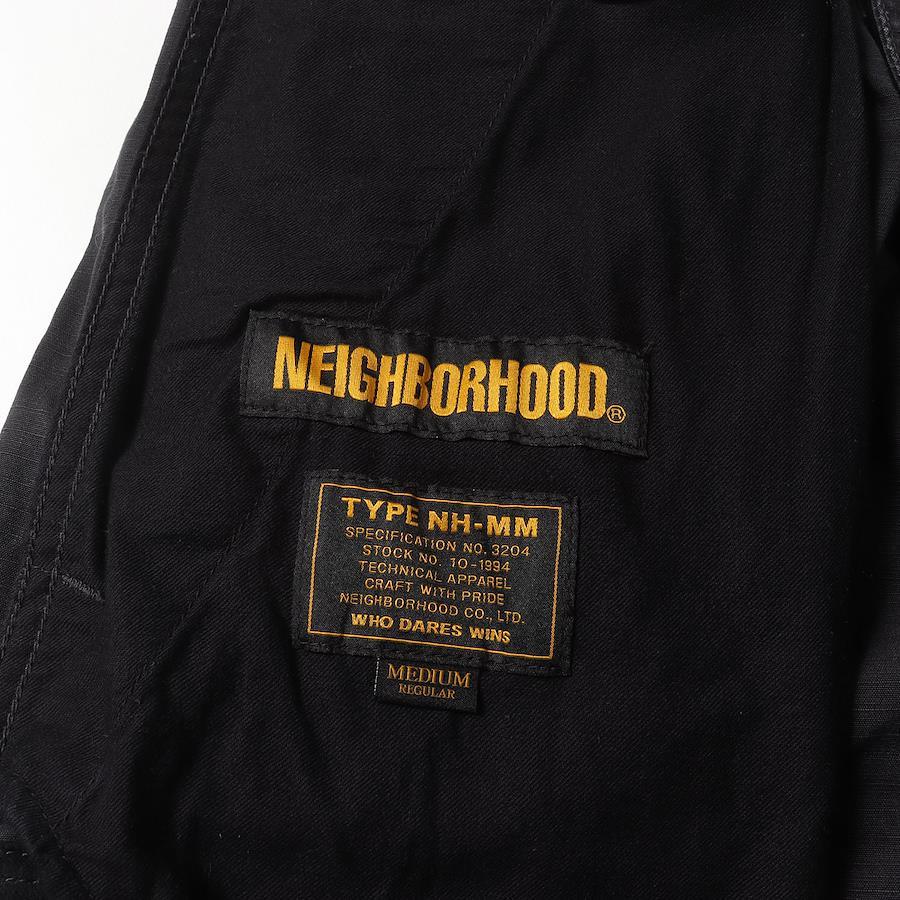 NEIGHBORHOOD®
TYPE NH-MM
SPECIFICATION NO. 3204
STOCK NO. 10-1994
TECHNICAL APPAREL
CRAFT WITH PRIDE
NEIGHBORHOOD CO., LTD.
WHO DARES WINS
MEDIUM
REGULAR